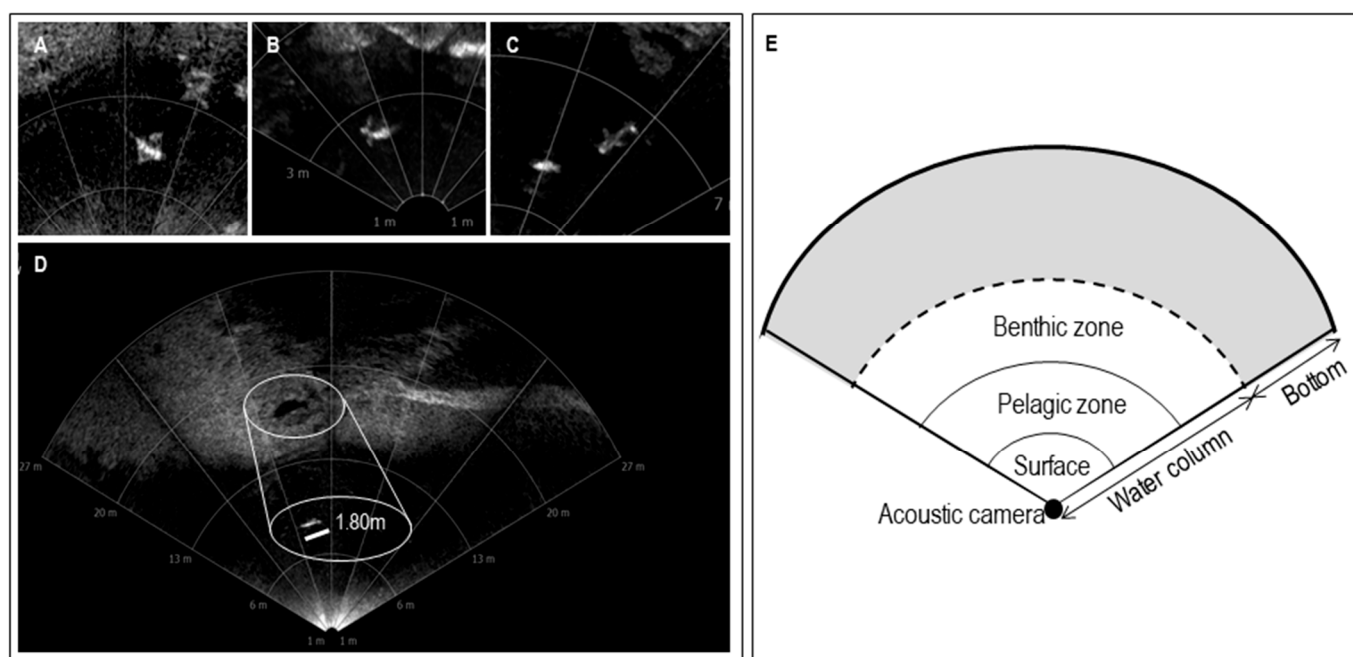 A
B
3 m
1 m
1 m
C
D
27 m
27 m
20 m
20 m
1.80m
13 m
13 m
6 m
6 m
1 m
1 m
E
Benthic zone
Pelagic zone
Surface
Acoustic camera
Water column
Bottom